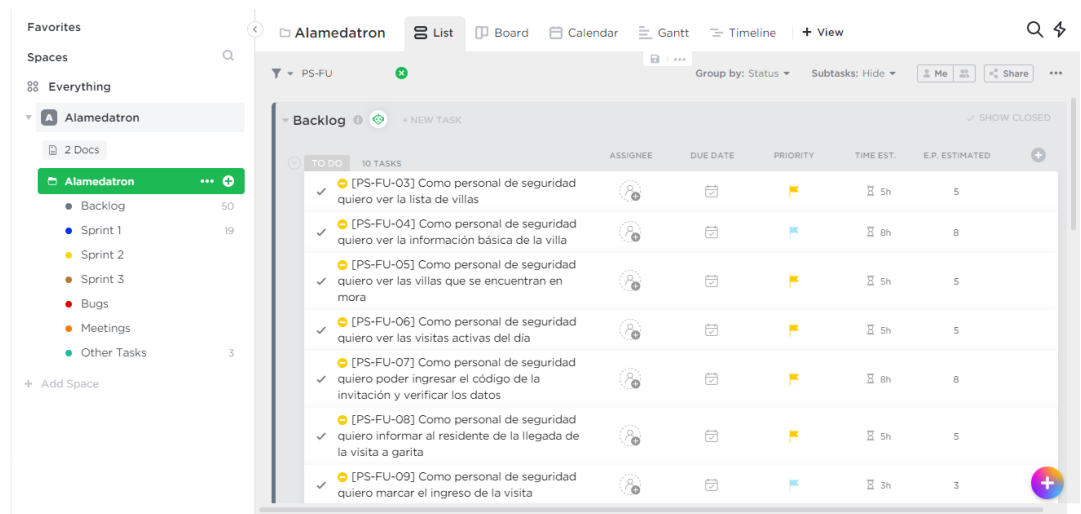 Favorites
Spaces
Everything
A Alamedatron
2 Docs
Alamedatron
Backlog 50
Sprint 1 19
Sprint 2
Sprint 3
Bugs
Meetings
Other Tasks 3
+ Add Space
Alamedatron List Board Calendar Gantt Timeline + View
PS-FU Group by: Status Subtasks: Hide Me Share
Backlog + NEW TASK SHOW CLOSED
TO DO 10 TASKS ASSIGNEE DUE DATE PRIORITY TIME EST. E.P. ESTIMATED
[PS-FU-03] Como personal de seguridad
quiero ver la lista de villas 5h 5
[PS-FU-04] Como personal de seguridad
quiero ver la información básica de la villa 8h 8
[PS-FU-05] Como personal de seguridad
quiero ver las villas que se encuentran en 5h 5
mora
[PS-FU-06] Como personal de seguridad
quiero ver las visitas activas del día 5h 5
[PS-FU-07] Como personal de seguridad
quiero poder ingresar el código de la 8h 8
invitación y verificar los datos
[PS-FU-08] Como personal de seguridad
quiero informar al residente de la llegada de 5h 5
la visita a garita
[PS-FU-09] Como personal de seguridad
quiero marcar el ingreso de la visita 3h 3